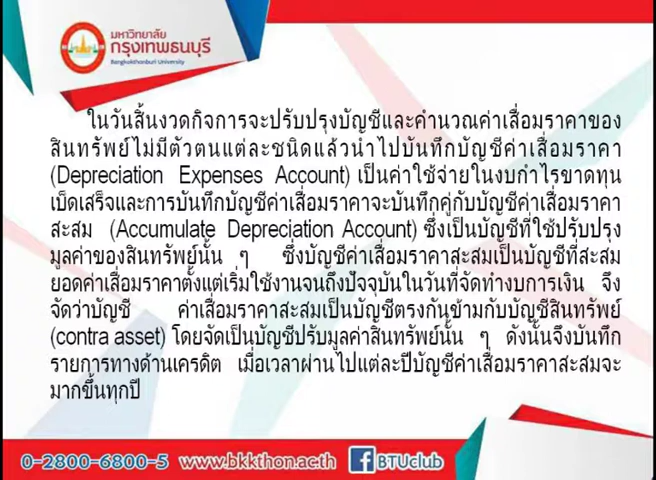 มหาวิทยาลัย
กรุงเทพธนบุรี
Bangkokthonburi University
ในวันสิ้นงวดกิจการจะปรับปรุงบัญชีและคำนวณค่าเสื่อมราคาของ
สินทรัพย์ไม่มีตัวตนแต่ละชนิดแล้วนำไปบันทึกบัญชีค่าเสื่อมราคา
(Depreciation Expenses Account) เป็นค่าใช้จ่ายในงบกำไรขาดทุน
เบ็ดเสร็จและการบันทึกบัญชีค่าเสื่อมราคาจะบันทึกคู่กับบัญชีค่าเสื่อมราคา
สะสม (Accumulate Depreciation Account) ซึ่งเป็นบัญชีที่ใช้ปรับปรุง
มูลค่าของสินทรัพย์นั้น ๆ ซึ่งบัญชีค่าเสื่อมราคาสะสมเป็นบัญชีที่สะสม
ยอดค่าเสื่อมราคาตั้งแต่เริ่มใช้งานจนถึงปัจจุบันในวันที่จัดทำงบการเงิน จึง
จัดว่าบัญชี ค่าเสื่อมราคาสะสมเป็นบัญชีตรงกันข้ามกับบัญชีสินทรัพย์
(contra asset) โดยจัดเป็นบัญชีปรับมูลค่าสินทรัพย์นั้น ๆ ดังนั้นจึงบันทึก
รายการทางด้านเครดิต เมื่อเวลาผ่านไปแต่ละปีบัญชีค่าเสื่อมราคาสะสมจะ
มากขึ้นทุกปี
0-2800-6800-5 www.bkkthon.ac.th f BTUclub